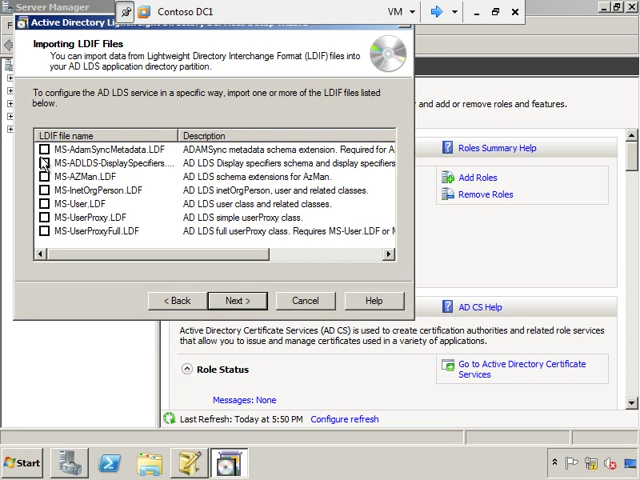 Server Manager
Contoso DC1
VM
Active Directory
Importing LDIF Files
You can import data from Lightweight Directory Interchange Format (LDIF) files into
your AD LDS application directory partition.
To configure the AD LDS service in a specific way, import one or more of the LDIF files listed
below.
LDIF file name Description
MS-AdamSyncMetadata.LDF ADAMSync metadata schema extension. Required for A
MS-ADLDS-DisplaySpecifiers.... AD LDS Display specifiers schema and display specifiers
MS-AZMan.LDF AD LDS schema extensions for AzMan.
MS-InetOrgPerson.LDF AD LDS inetOrgPerson, user and related classes.
MS-User.LDF AD LDS user class and related classes.
MS-UserProxy.LDF AD LDS simple userProxy class.
MS-UserProxyFull.LDF AD LDS full userProxy class. Requires MS-User.LDF or M
< Back
Next >
Cancel
Help
and add or remove roles and features.
Roles Summary Help
Add Roles
Remove Roles
AD CS Help
Active Directory Certificate Services (AD CS) is used to create certification authorities and related role services
that allow you to issue and manage certificates used in a variety of applications.
Role Status
Go to Active Directory Certificate
Services
Messages: None
Last Refresh: Today at 5:50 PM Configure refresh
Start